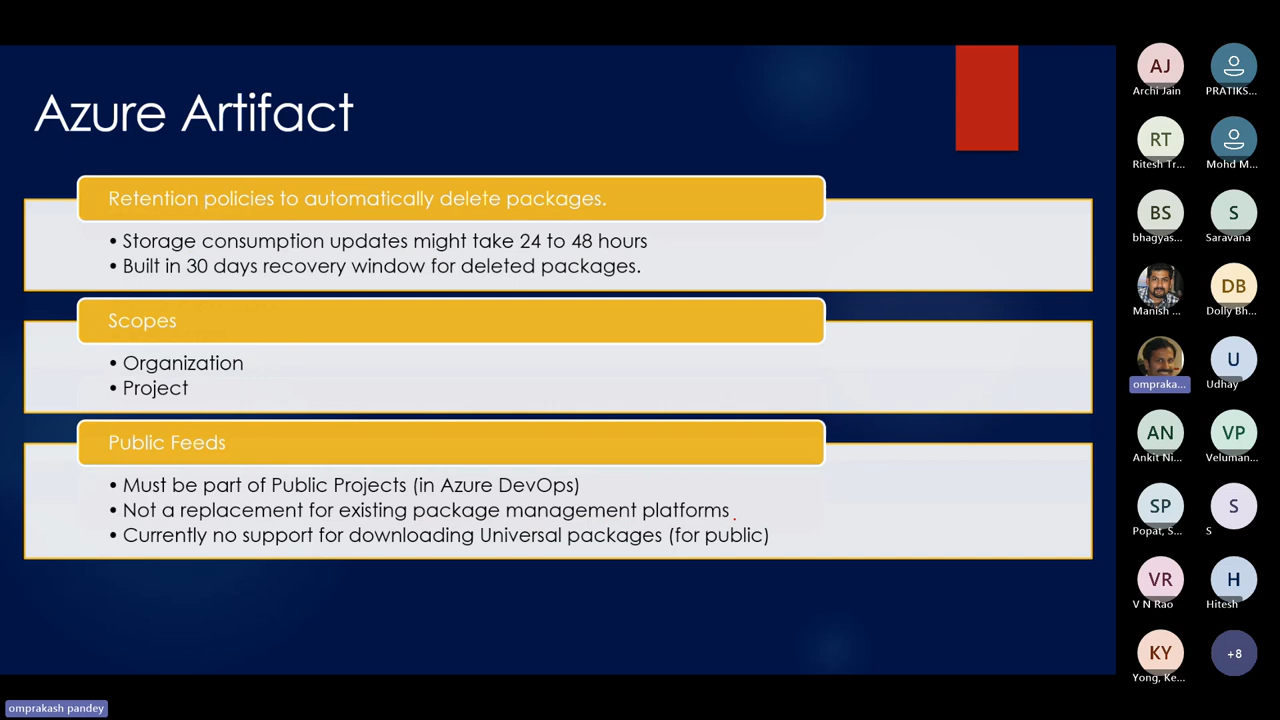 Azure Artifact
Retention policies to automatically delete packages.
• Storage consumption updates might take 24 to 48 hours
• Built in 30 days recovery window for deleted packages.
Scopes
• Organization
• Project
Public Feeds
• Must be part of Public Projects (in Azure DevOps)
• Not a replacement for existing package management platforms
• Currently no support for downloading Universal packages (for public)
AJ
Archi Jain
PRATIKS...
RT
Ritesh Tr...
Mohd M...
BS
bhagyas...
S
Saravana
Manish ...
DB
Dolly Bh...
ompraka...
U
Udhay
AN
Ankit Ni...
VP
Veluman...
SP
Popat, S...
S
S
VR
V N Rao
H
Hitesh
KY
Yong, Ke...
+8
omprakash pandey